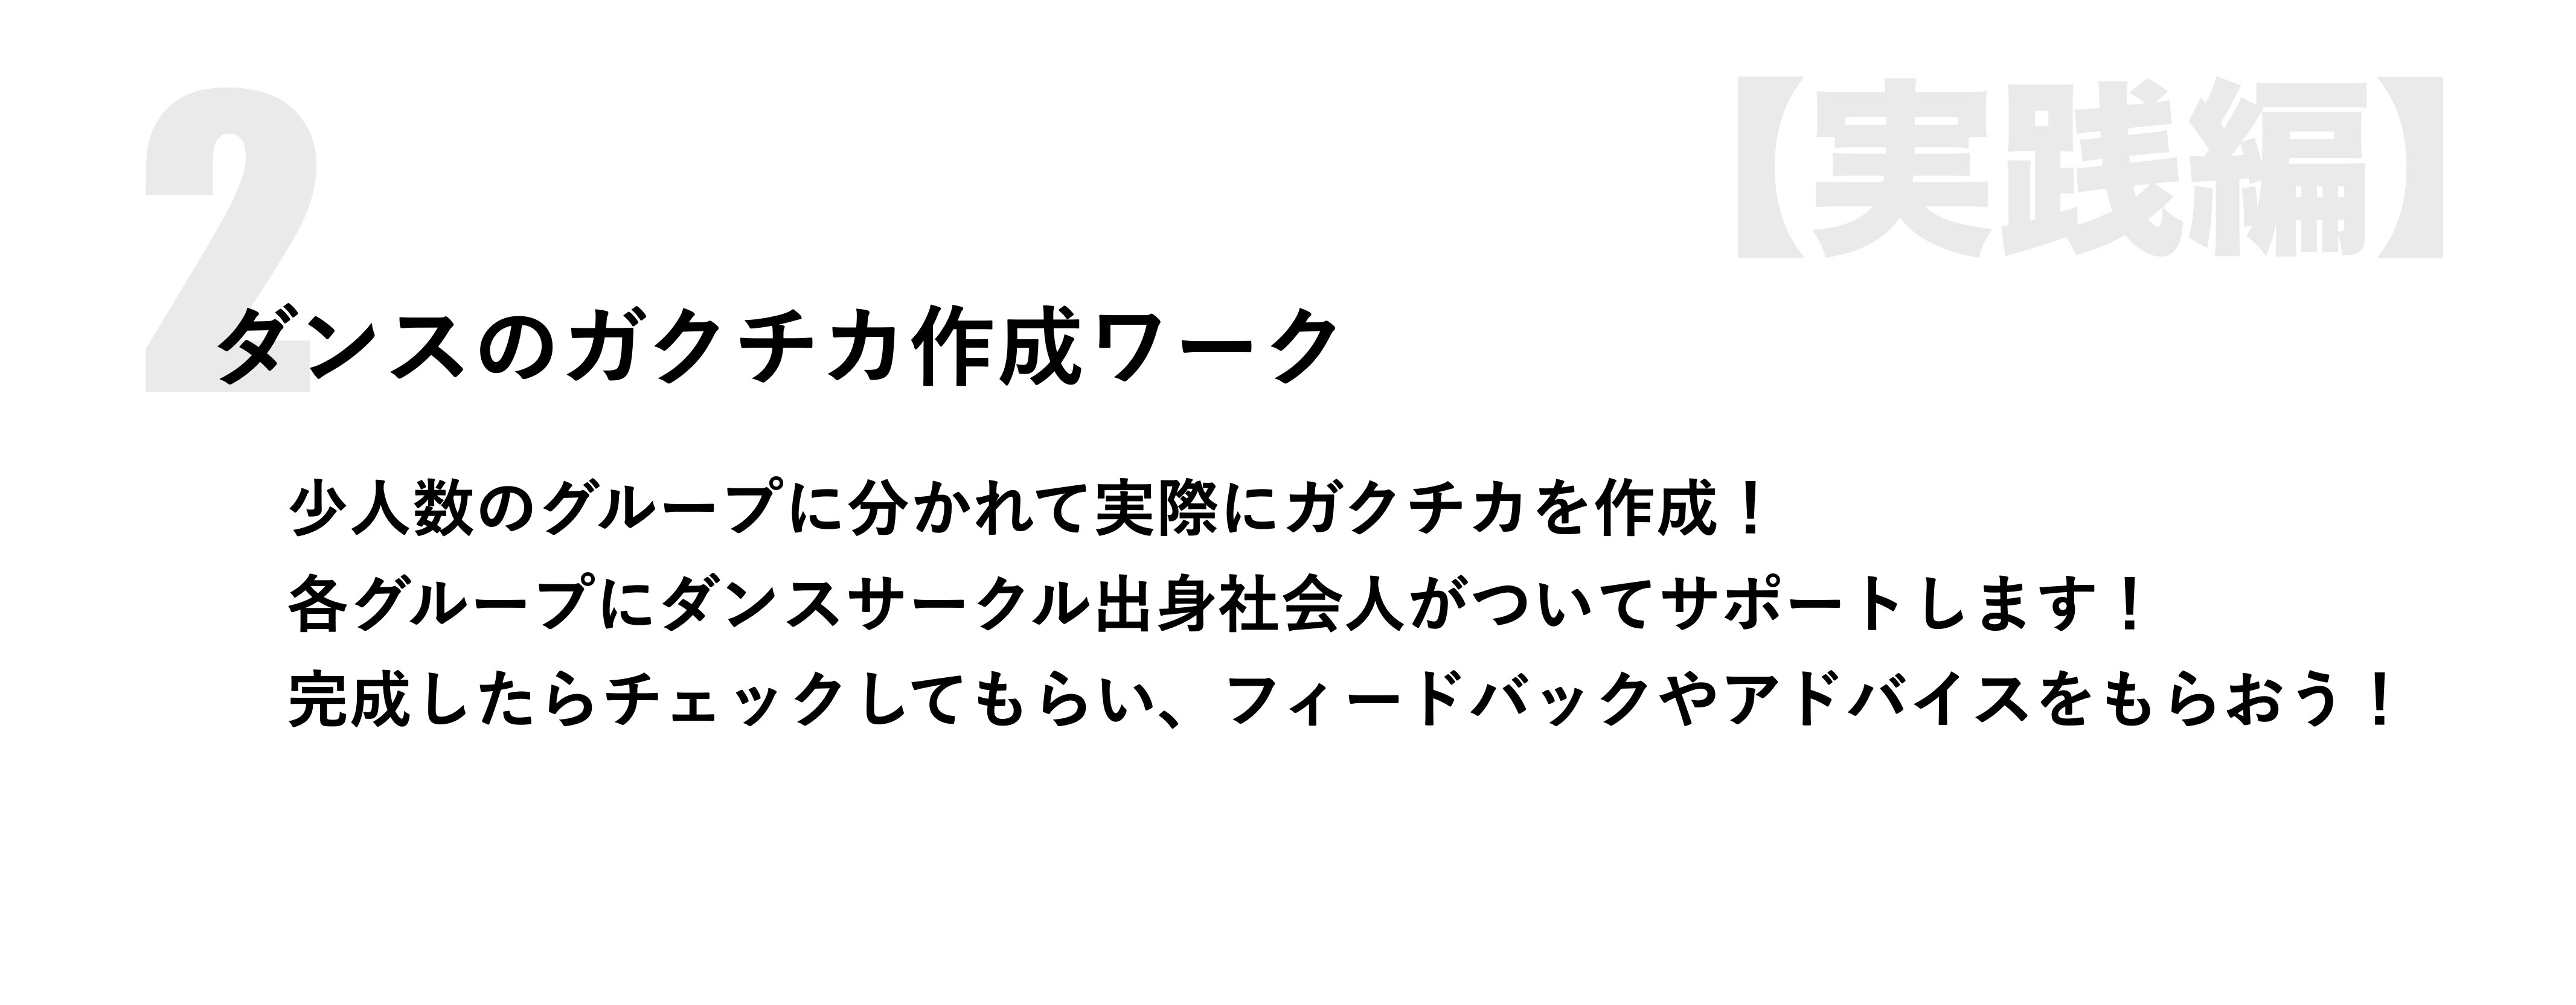 2
【実践編】
ダンスのガクチカ作成ワーク
少人数のグループに分かれて実際にガクチカを作成！
各グループにダンスサークル出身社会人がついてサポートします！
完成したらチェックしてもらい、フィードバックやアドバイスをもらおう！